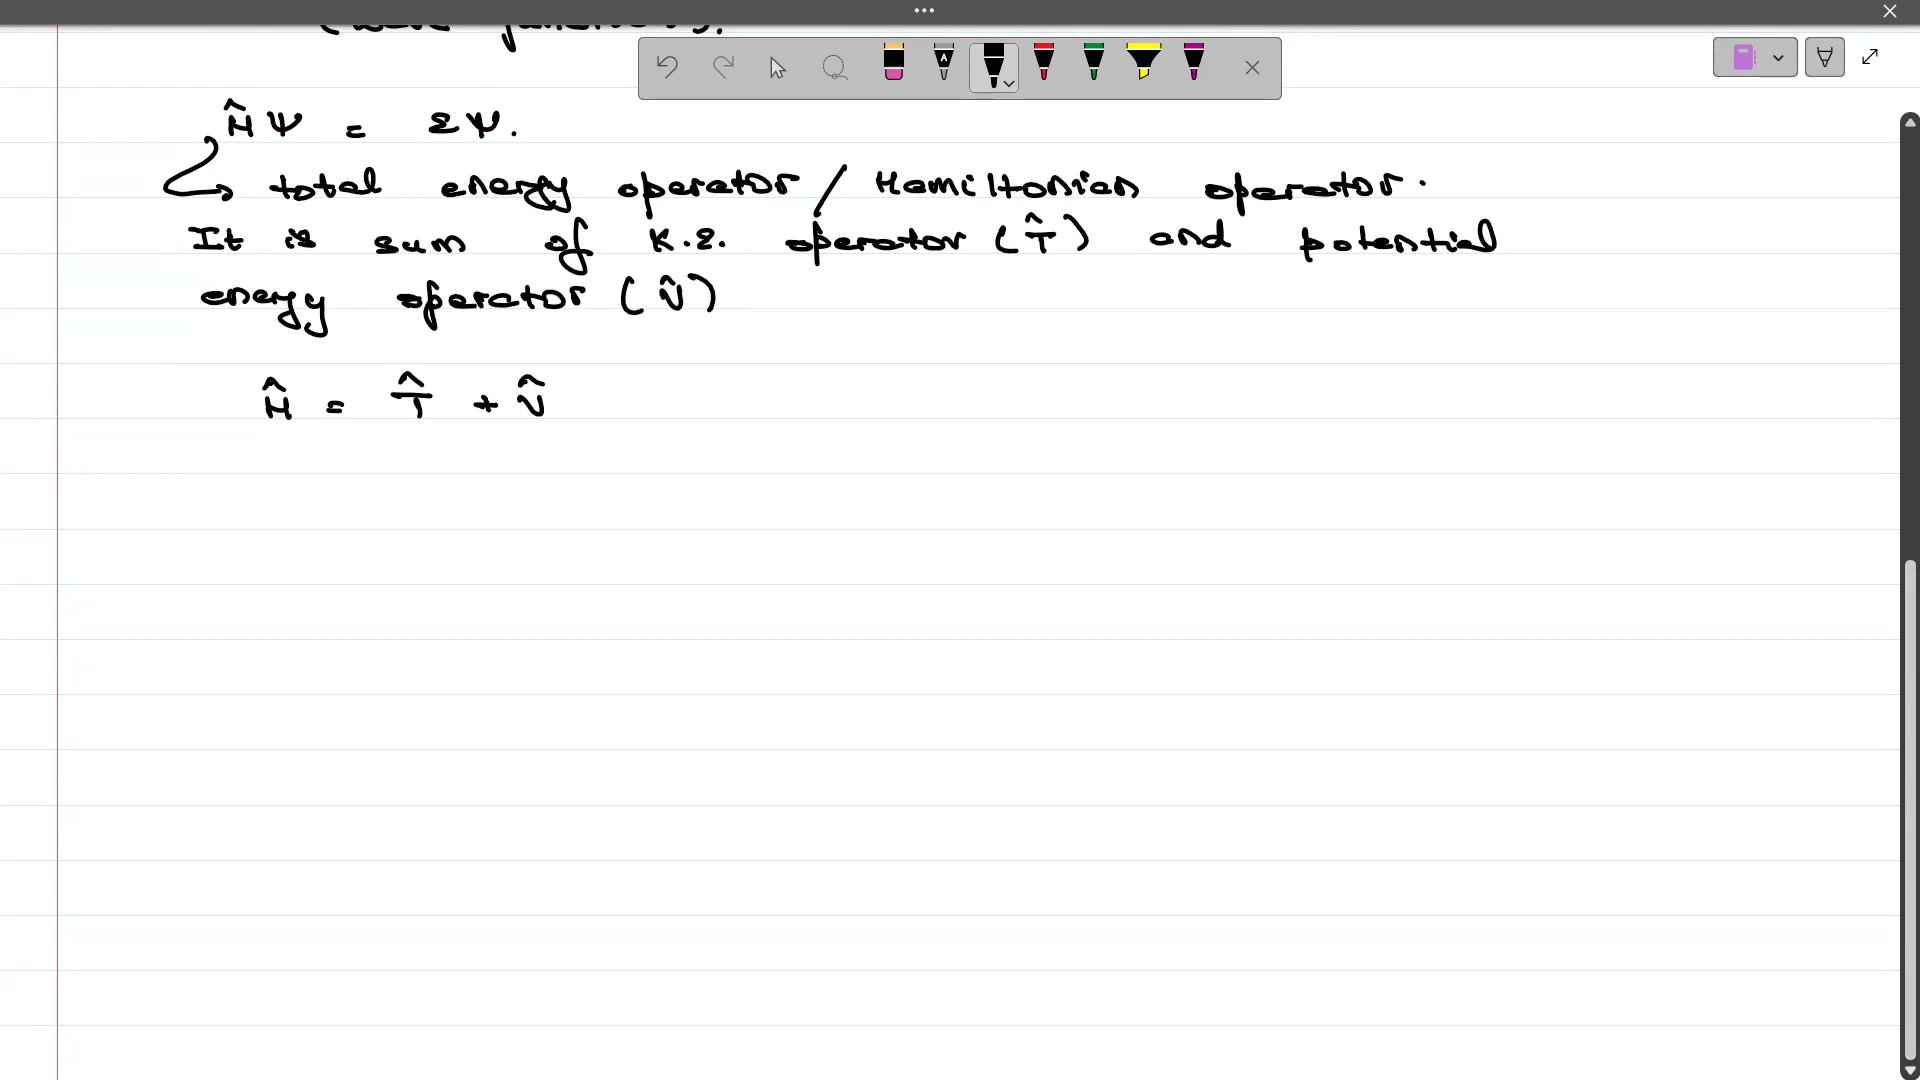 ĤΨ = EΨ.
→ total energy operator / Hamiltonian operator.
It is sum of K.E. operator (T̂) and potential
energy operator (V̂)
Ĥ = T̂ + V̂